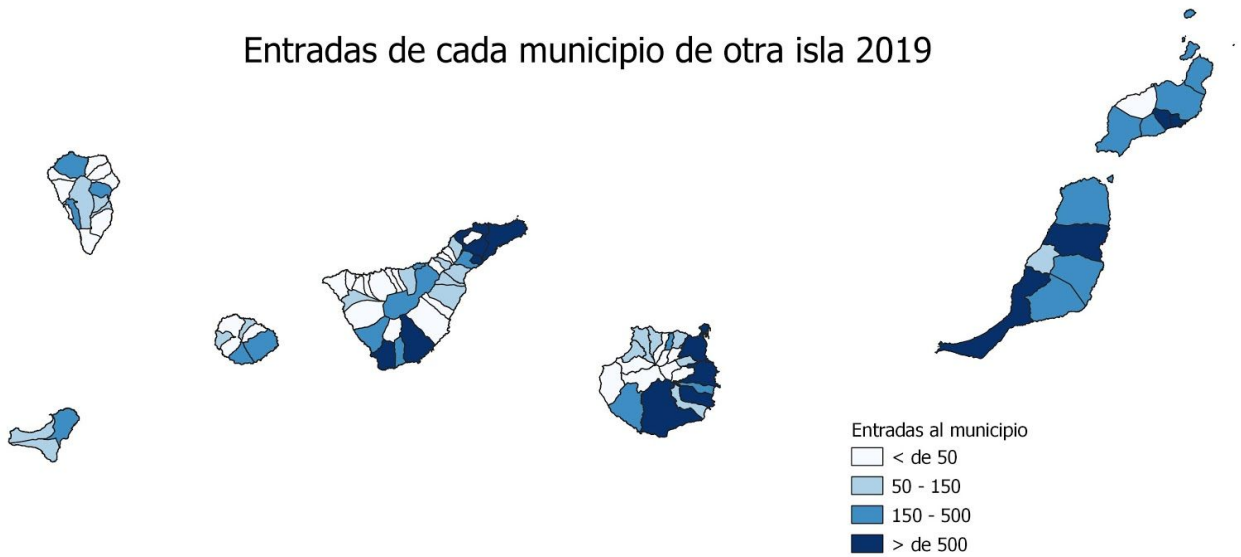 Entradas de cada municipio de otra isla 2019
Entradas al municipio
< de 50
50 - 150
150 - 500
> de 500